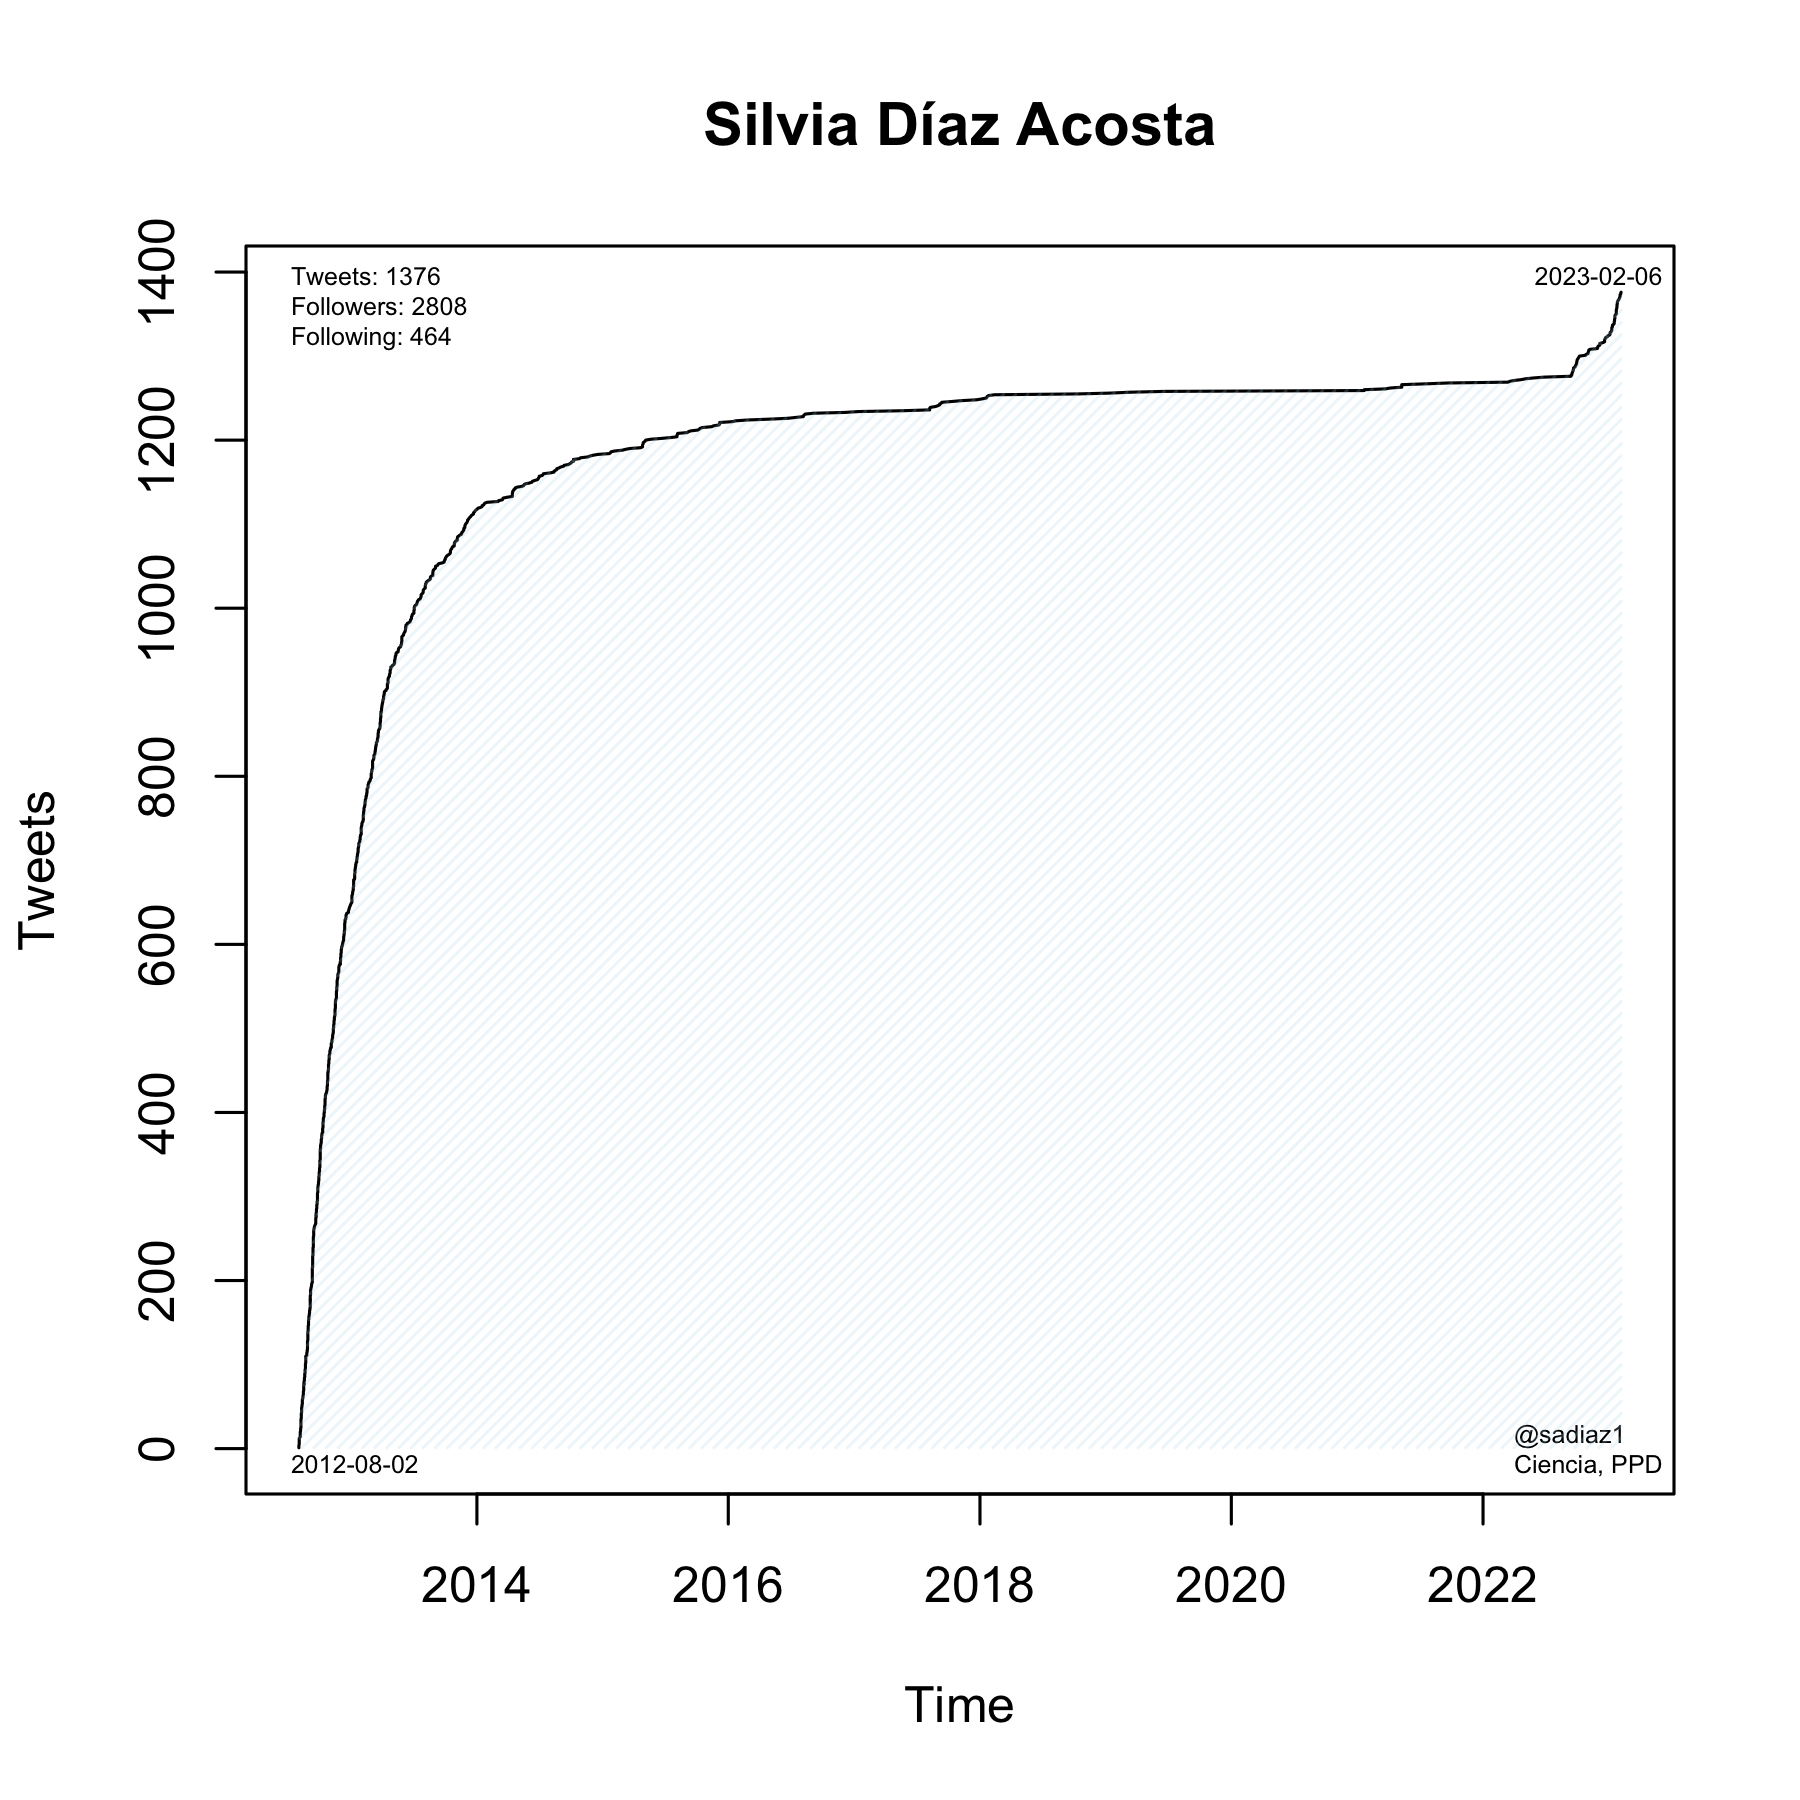 Silvia Díaz Acosta
Tweets: 1376
Followers: 2808
Following: 464
2023-02-06
1400
1200
1000
800
600
400
200
0
Tweets
@sadiaz1
Ciencia, PPD
2012-08-02
2014
2016
2018
2020
2022
Time